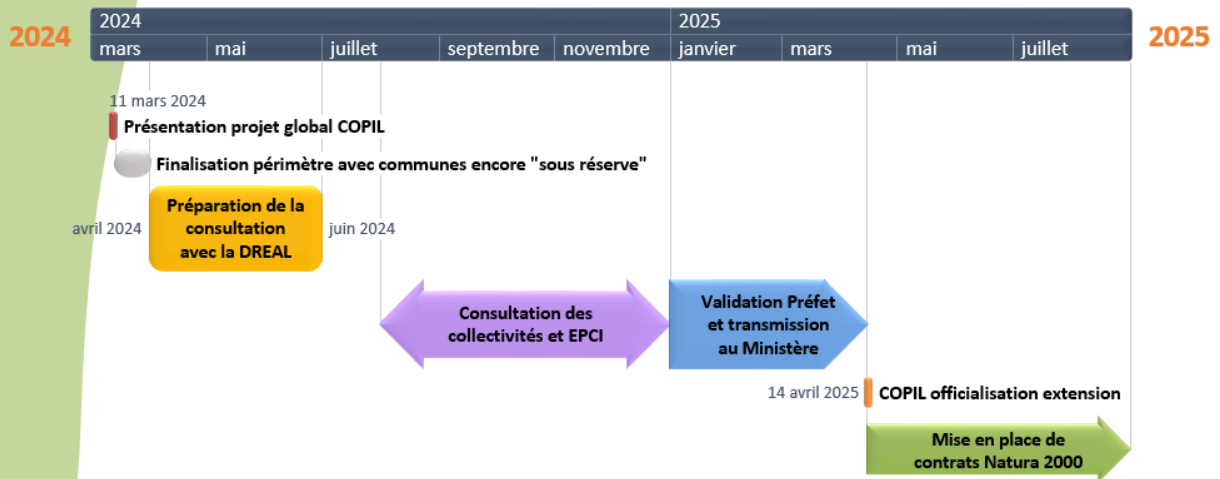 2024
2024 2025
mars mai juillet septembre novembre janvier mars mai juillet
2025
11 mars 2024
Présentation projet global COPIL
Finalisation périmètre avec communes encore "sous réserve"
avril 2024
Préparation de la
consultation
avec la DREAL
juin 2024
Consultation des
collectivités et EPCI
Validation Préfet
et transmission
au Ministère
14 avril 2025
COPIL officialisation extension
Mise en place de
contrats Natura 2000